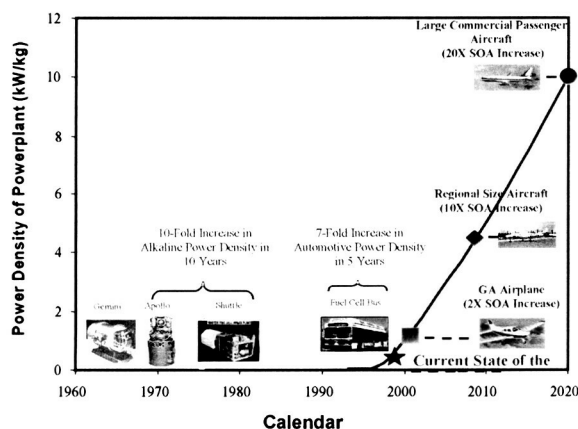 Large Commercial Passenger
Aircraft
(20X SOA Increase)
12
10
8
6
4
2
0
Power Density of Powerplant (kW/kg)
Regional Size Aircraft
(10X SOA Increase)
10-Fold Increase in
Alkaline Power Density in
10 Years
7-Fold Increase in
Automotive Power Density
in 5 Years
GA Airplane
(2X SOA Increase)
Gemini
Apollo
Shuttle
Fuel Cell Bus
Current State of the
1960
1970
1980
1990
2000
2010
2020
Calendar